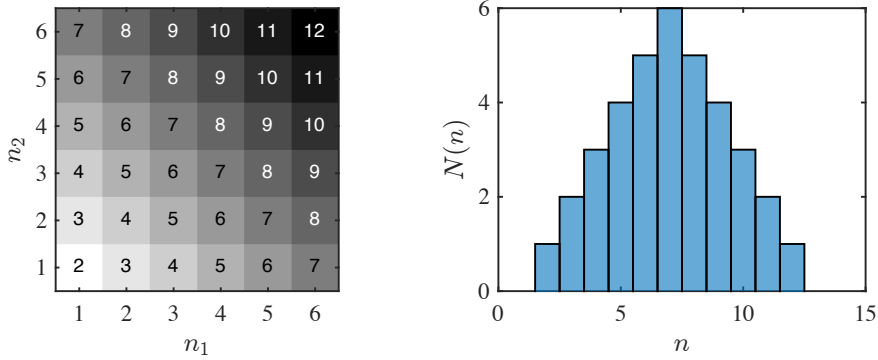 6 7 8 9 10 11 12
5 6 7 8 9 10 11
4 5 6 7 8 9 10
3 4 5 6 7 8 9
2 3 4 5 6 7 8
1 2 3 4 5 6 7
1 2 3 4 5 6
n₁
n₂
6
4
2
0
0 5 10 15
n
N(n)